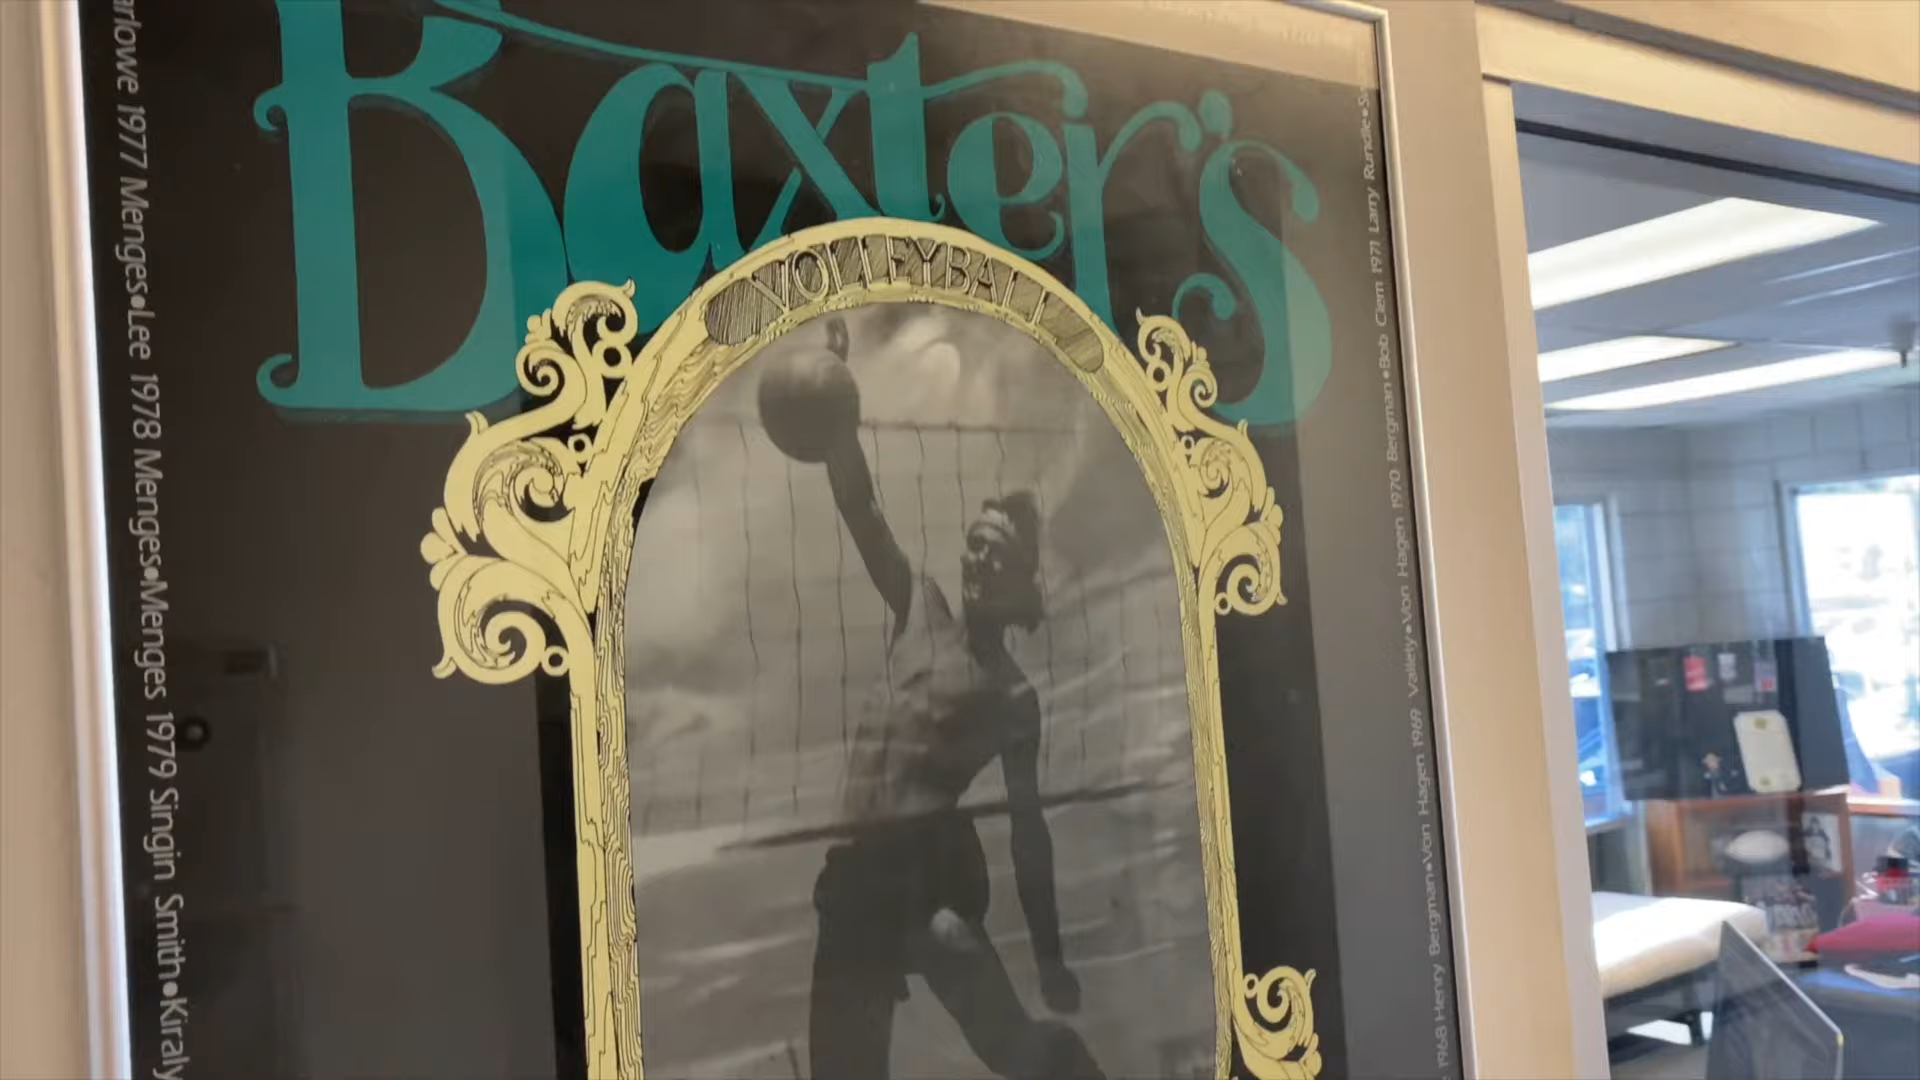 Baxter's
VOLLEYBALL
1977 Menges•Lee 1978 Menges•Menges 1979 Singin Smith•Kiraly
1968 Henry Bergman•Von Hagen 1969 Vallely•Von Hagen 1970 Bergman•Bob Clem 1971 Larry Rundle